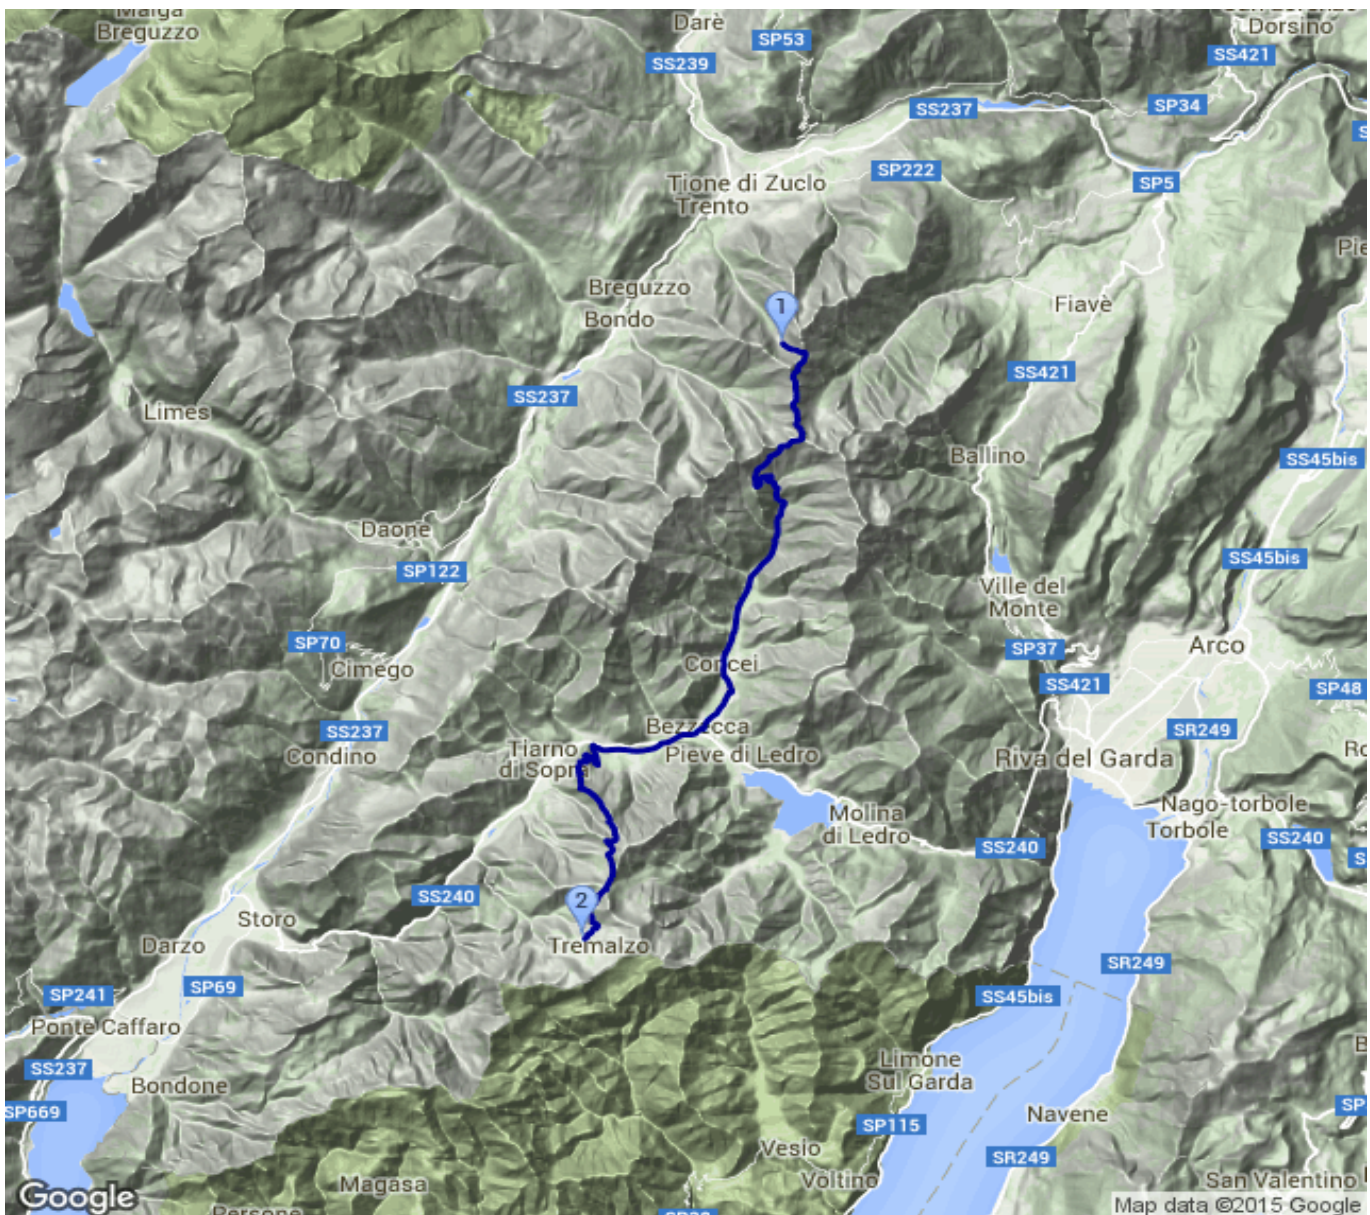 Malga
Breguzzo
Darè
SP53
Dorsino
SS421
SS239
SP34
SS237
Tione di Zuclo
Trento
SP222
SP5
Breguzzo
Bondo
1
Fiavè
SS421
SS237
Limes
Ballino
SS45bis
Daone
SP122
SS45bis
Ville del
Monte
SP70
Cimego
Concei
SP37
Arco
SS421
SP48
SS237
Condino
Bezzecca
Tiarno
di Sopra
Pieve di Ledro
SR249
Riva del Garda
Molina
di Ledro
Nago-torbole
Torbole
SS240
SS240
SS240
2
Storo
Darzo
Tremalzo
SP69
SR249
SP241
SS45bis
Ponte Caffaro
SS237
Bondone
Limone
Sul Garda
SP669
Navene
SP115
Vesio
Voltino
SR249
Magasa
San Valentino
Google
Map data ©2015 Google